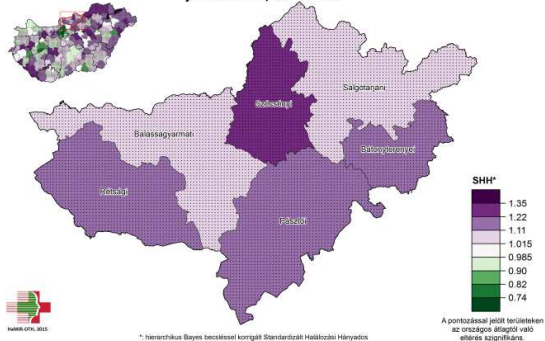 Szécsényi
Salgótarjáni
Balassagyarmati
Bátonyterenyei
Rétsági
Pásztói
SHH*
1.35
1.22
1.11
1.015
0.985
0.90
0.82
0.74
HaMIR-OTH, 2015
A pontozással jelölt területeken
az országos átlagtól való
eltérés szignifikáns.
*: hierarchikus Bayes becsléssel korrigált Standardizált Halálozási Hányados